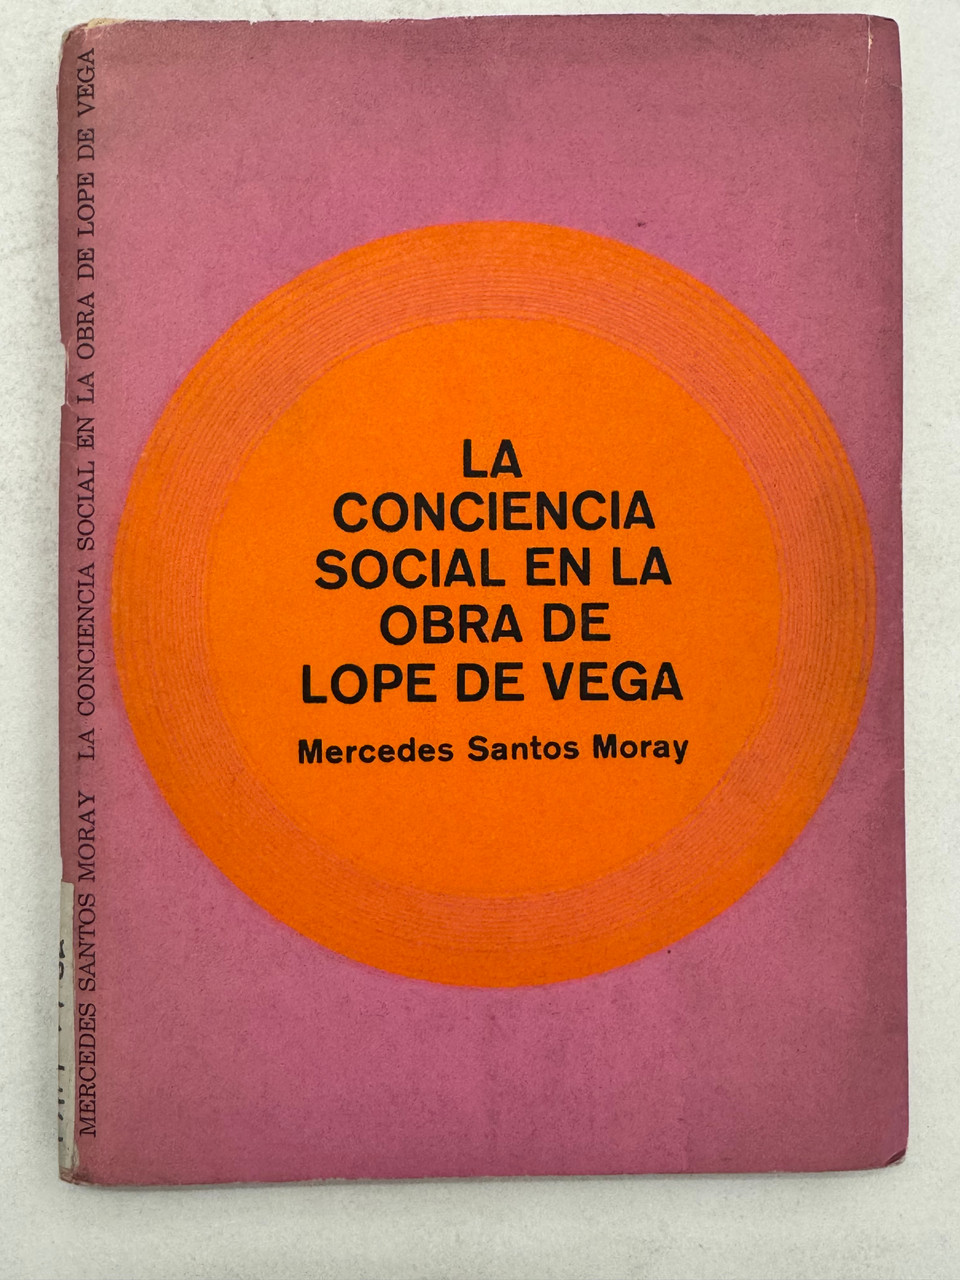 LA
CONCIENCIA
SOCIAL EN LA
OBRA DE
LOPE DE VEGA
Mercedes Santos Moray
MERCEDES SANTOS MORAY LA CONCIENCIA SOCIAL EN LA OBRA DE LOPE DE VEGA